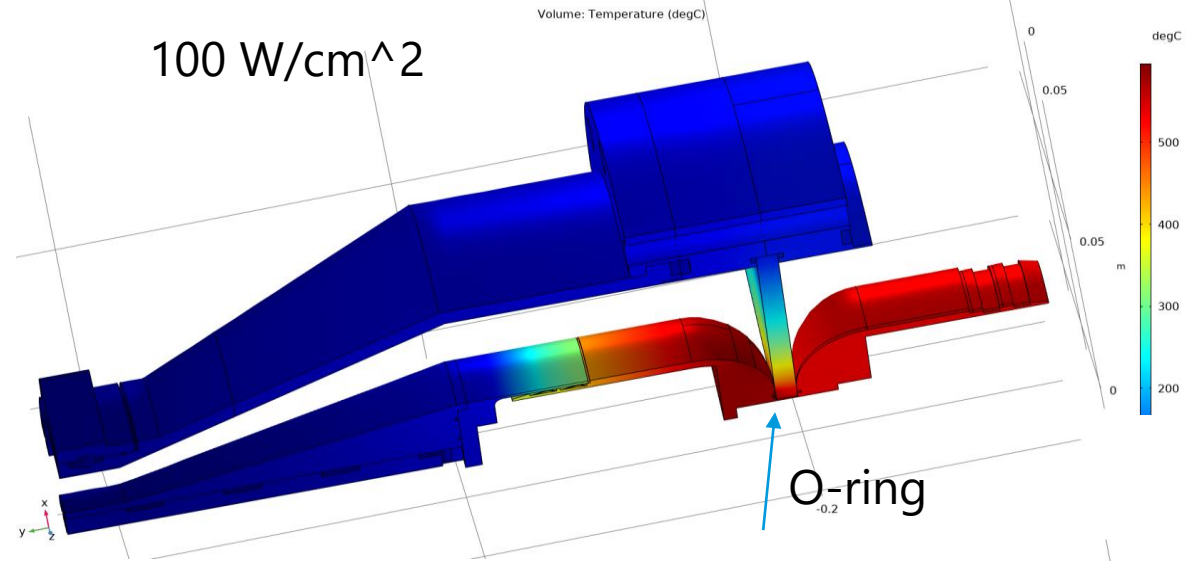 Volume: Temperature (degC)
100 W/cm^2
0
degC
0.05
500
400
0.05
m
300
0
200
O-ring
-0.2
x
y
z